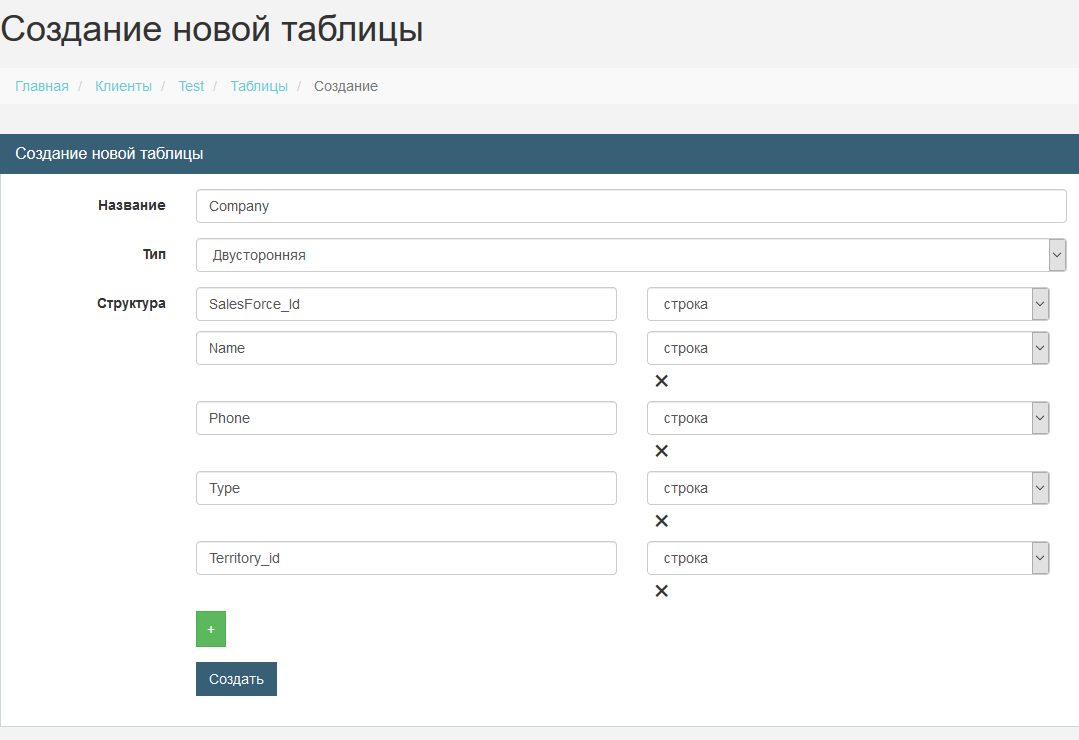 Создание новой таблицы
Главная / Клиенты / Test / Таблицы / Создание
Создание новой таблицы
Название Company
Тип Двусторонняя
Структура SalesForce_Id строка
Name строка
Phone строка
Type строка
Territory_id строка
+
Создать